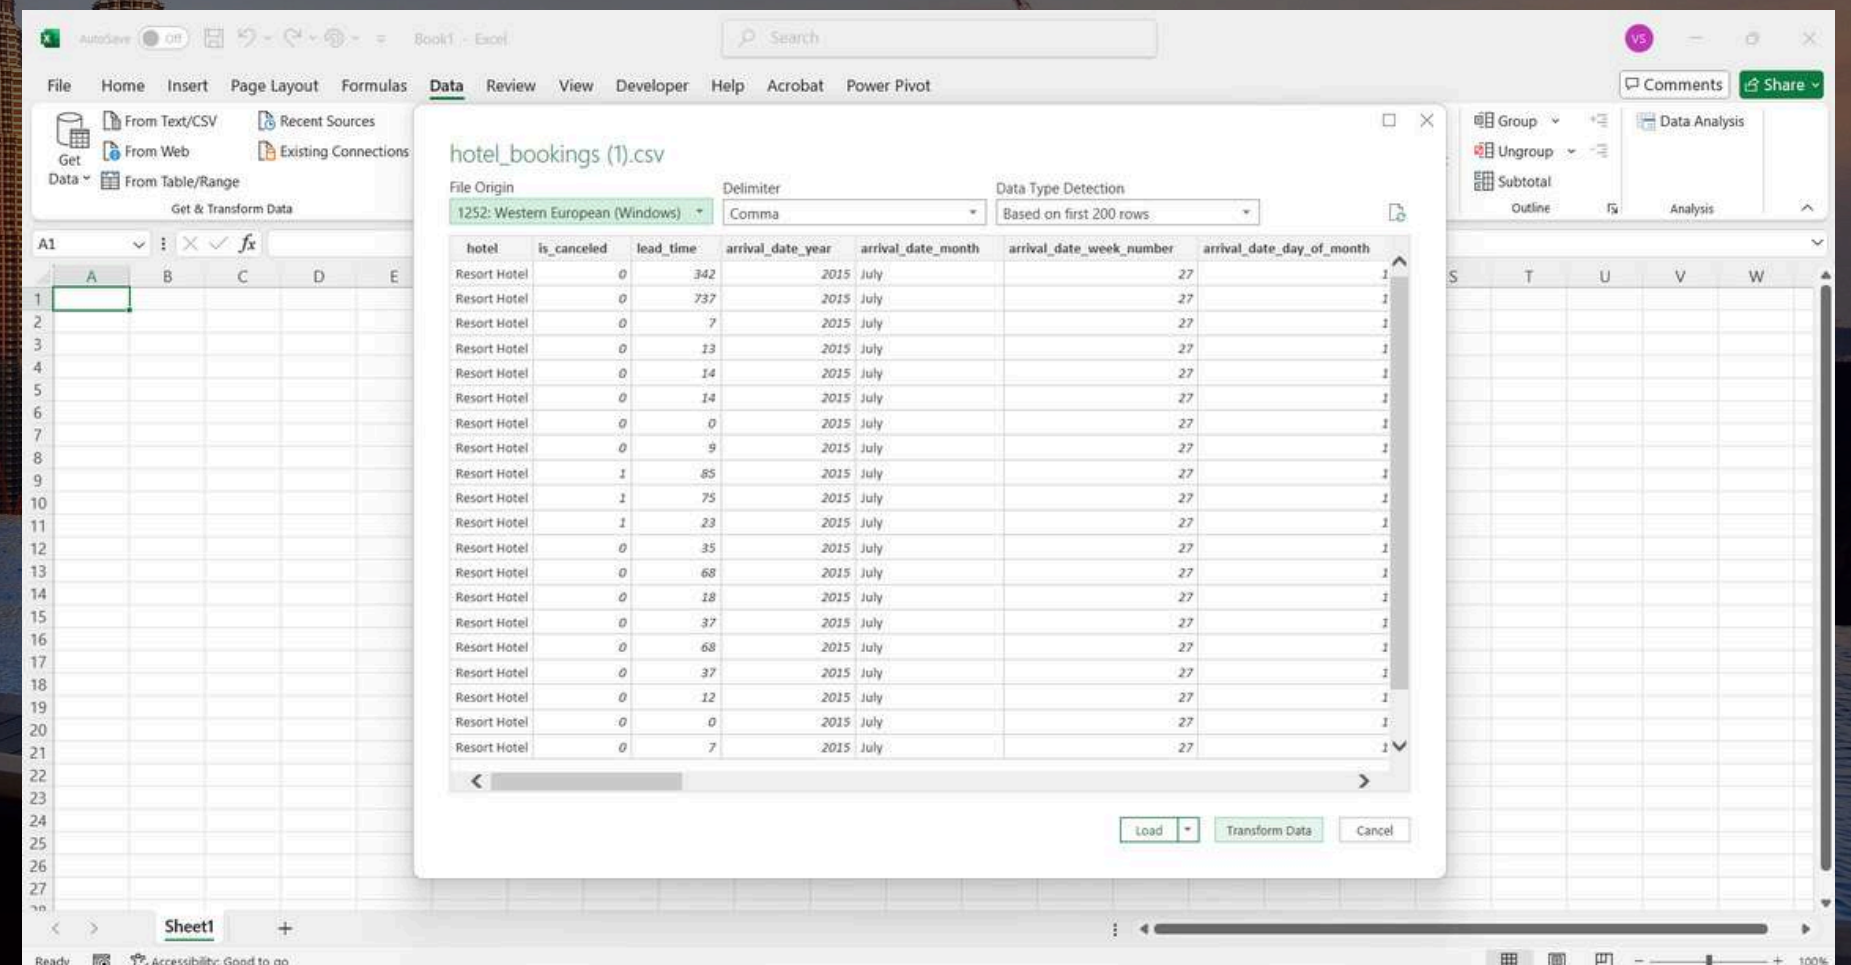 AutoSave Off Book1 - Excel Search VS
File Home Insert Page Layout Formulas Data Review View Developer Help Acrobat Power Pivot Comments Share
From Text/CSV Recent Sources
Get Data From Web Existing Connections
From Table/Range
Get & Transform Data
Group Data Analysis
Ungroup
Subtotal
Outline Analysis
A1 fx
A B C D E S T U V W
1
2
3
4
5
6
7
8
9
10
11
12
13
14
15
16
17
18
19
20
21
22
23
24
25
26
27
28
hotel_bookings (1).csv
File Origin Delimiter Data Type Detection
1252: Western European (Windows) Comma Based on first 200 rows
hotel is_canceled lead_time arrival_date_year arrival_date_month arrival_date_week_number arrival_date_day_of_month
Resort Hotel 0 342 2015 July 27 1
Resort Hotel 0 737 2015 July 27 1
Resort Hotel 0 7 2015 July 27 1
Resort Hotel 0 13 2015 July 27 1
Resort Hotel 0 14 2015 July 27 1
Resort Hotel 0 14 2015 July 27 1
Resort Hotel 0 0 2015 July 27 1
Resort Hotel 0 9 2015 July 27 1
Resort Hotel 1 85 2015 July 27 1
Resort Hotel 1 75 2015 July 27 1
Resort Hotel 1 23 2015 July 27 1
Resort Hotel 0 35 2015 July 27 1
Resort Hotel 0 68 2015 July 27 1
Resort Hotel 0 18 2015 July 27 1
Resort Hotel 0 37 2015 July 27 1
Resort Hotel 0 68 2015 July 27 1
Resort Hotel 0 37 2015 July 27 1
Resort Hotel 0 12 2015 July 27 1
Resort Hotel 0 0 2015 July 27 1
Resort Hotel 0 7 2015 July 27 1
Load Transform Data Cancel
Sheet1
Ready Accessibility: Good to go 100%